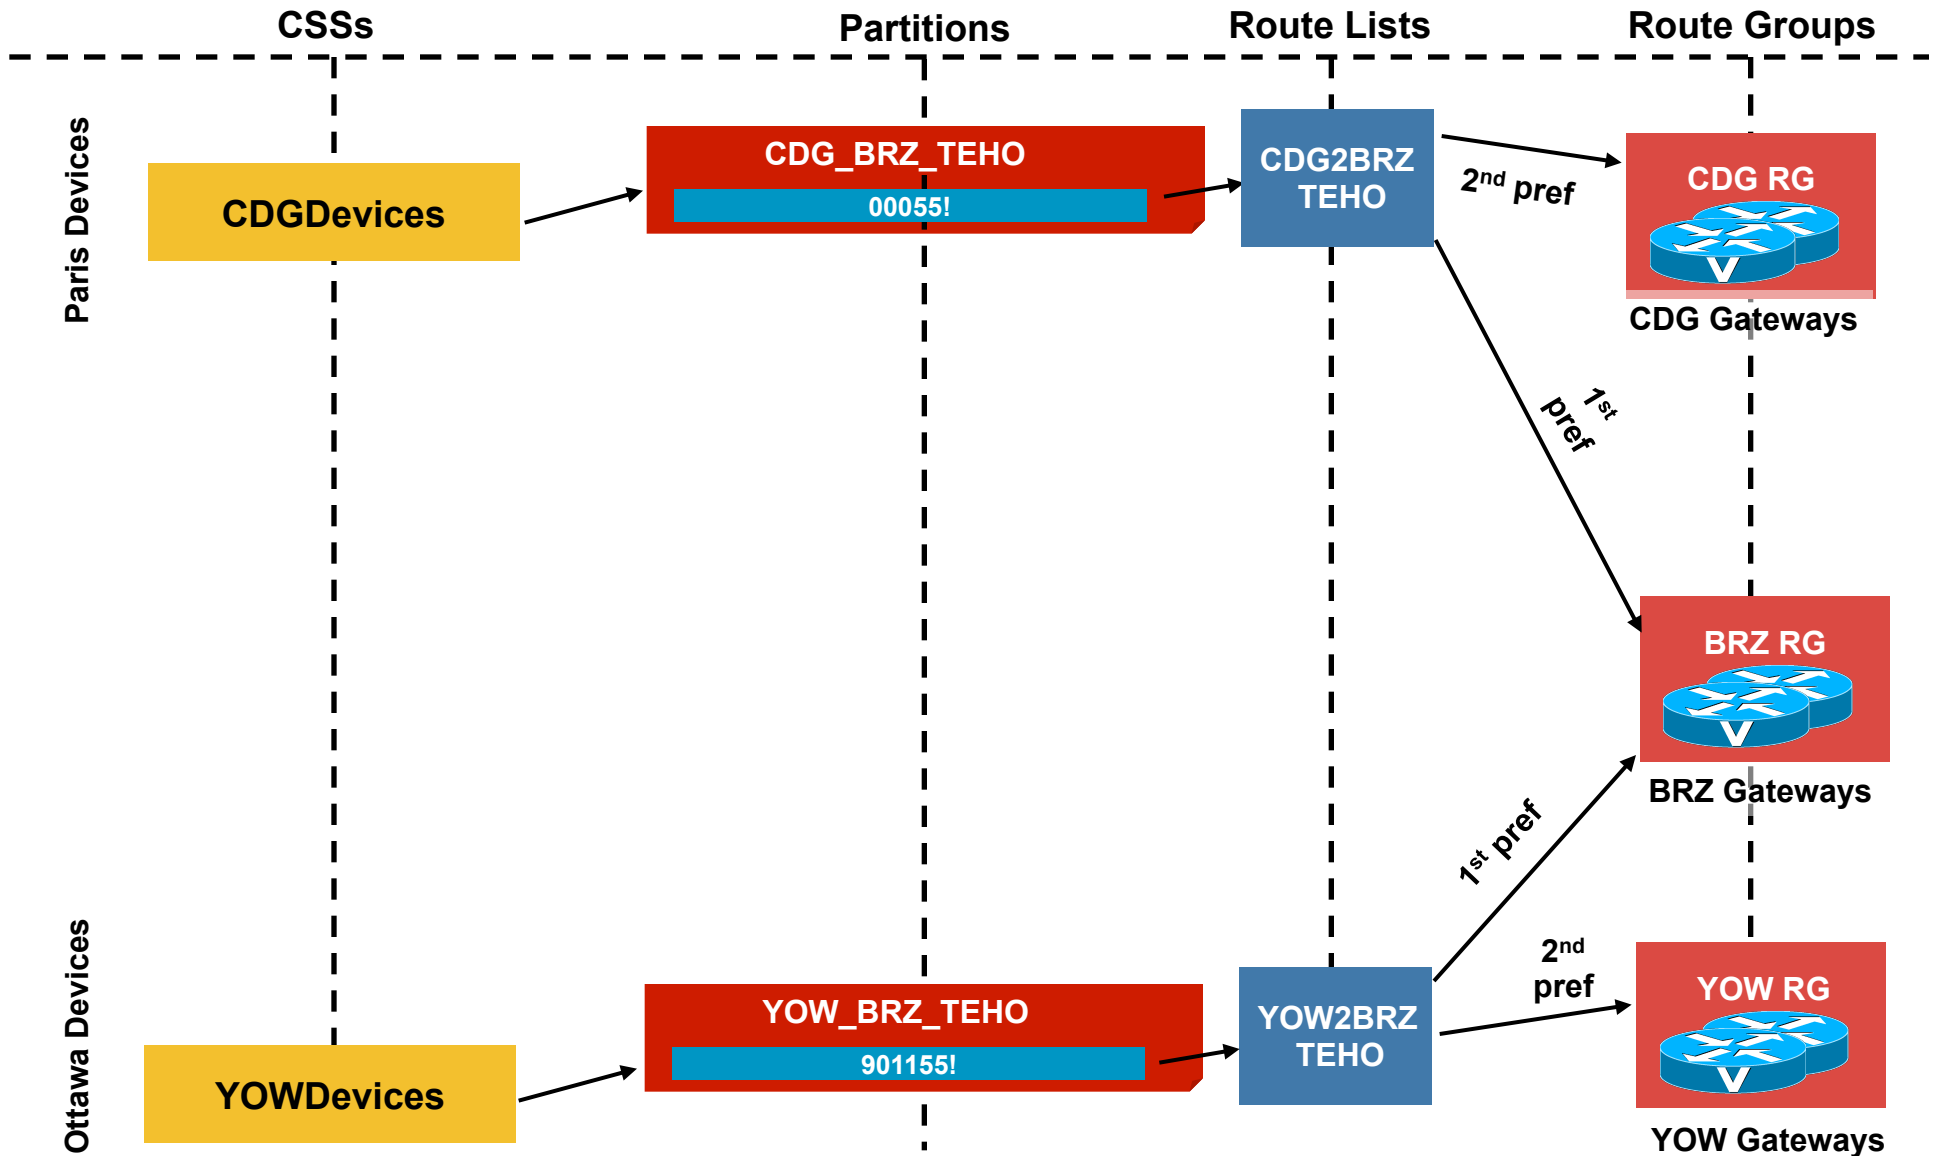 CSSs
Partitions
Route Lists
Route Groups
Paris Devices
CDGDevices
CDG_BRZ_TEHO
00055!
CDG2BRZ
TEHO
2nd pref
CDG RG
V
CDG Gateways
1st
pref
BRZ RG
V
BRZ Gateways
1st pref
Ottawa Devices
YOWDevices
YOW_BRZ_TEHO
901155!
YOW2BRZ
TEHO
2nd
pref
YOW RG
V
YOW Gateways